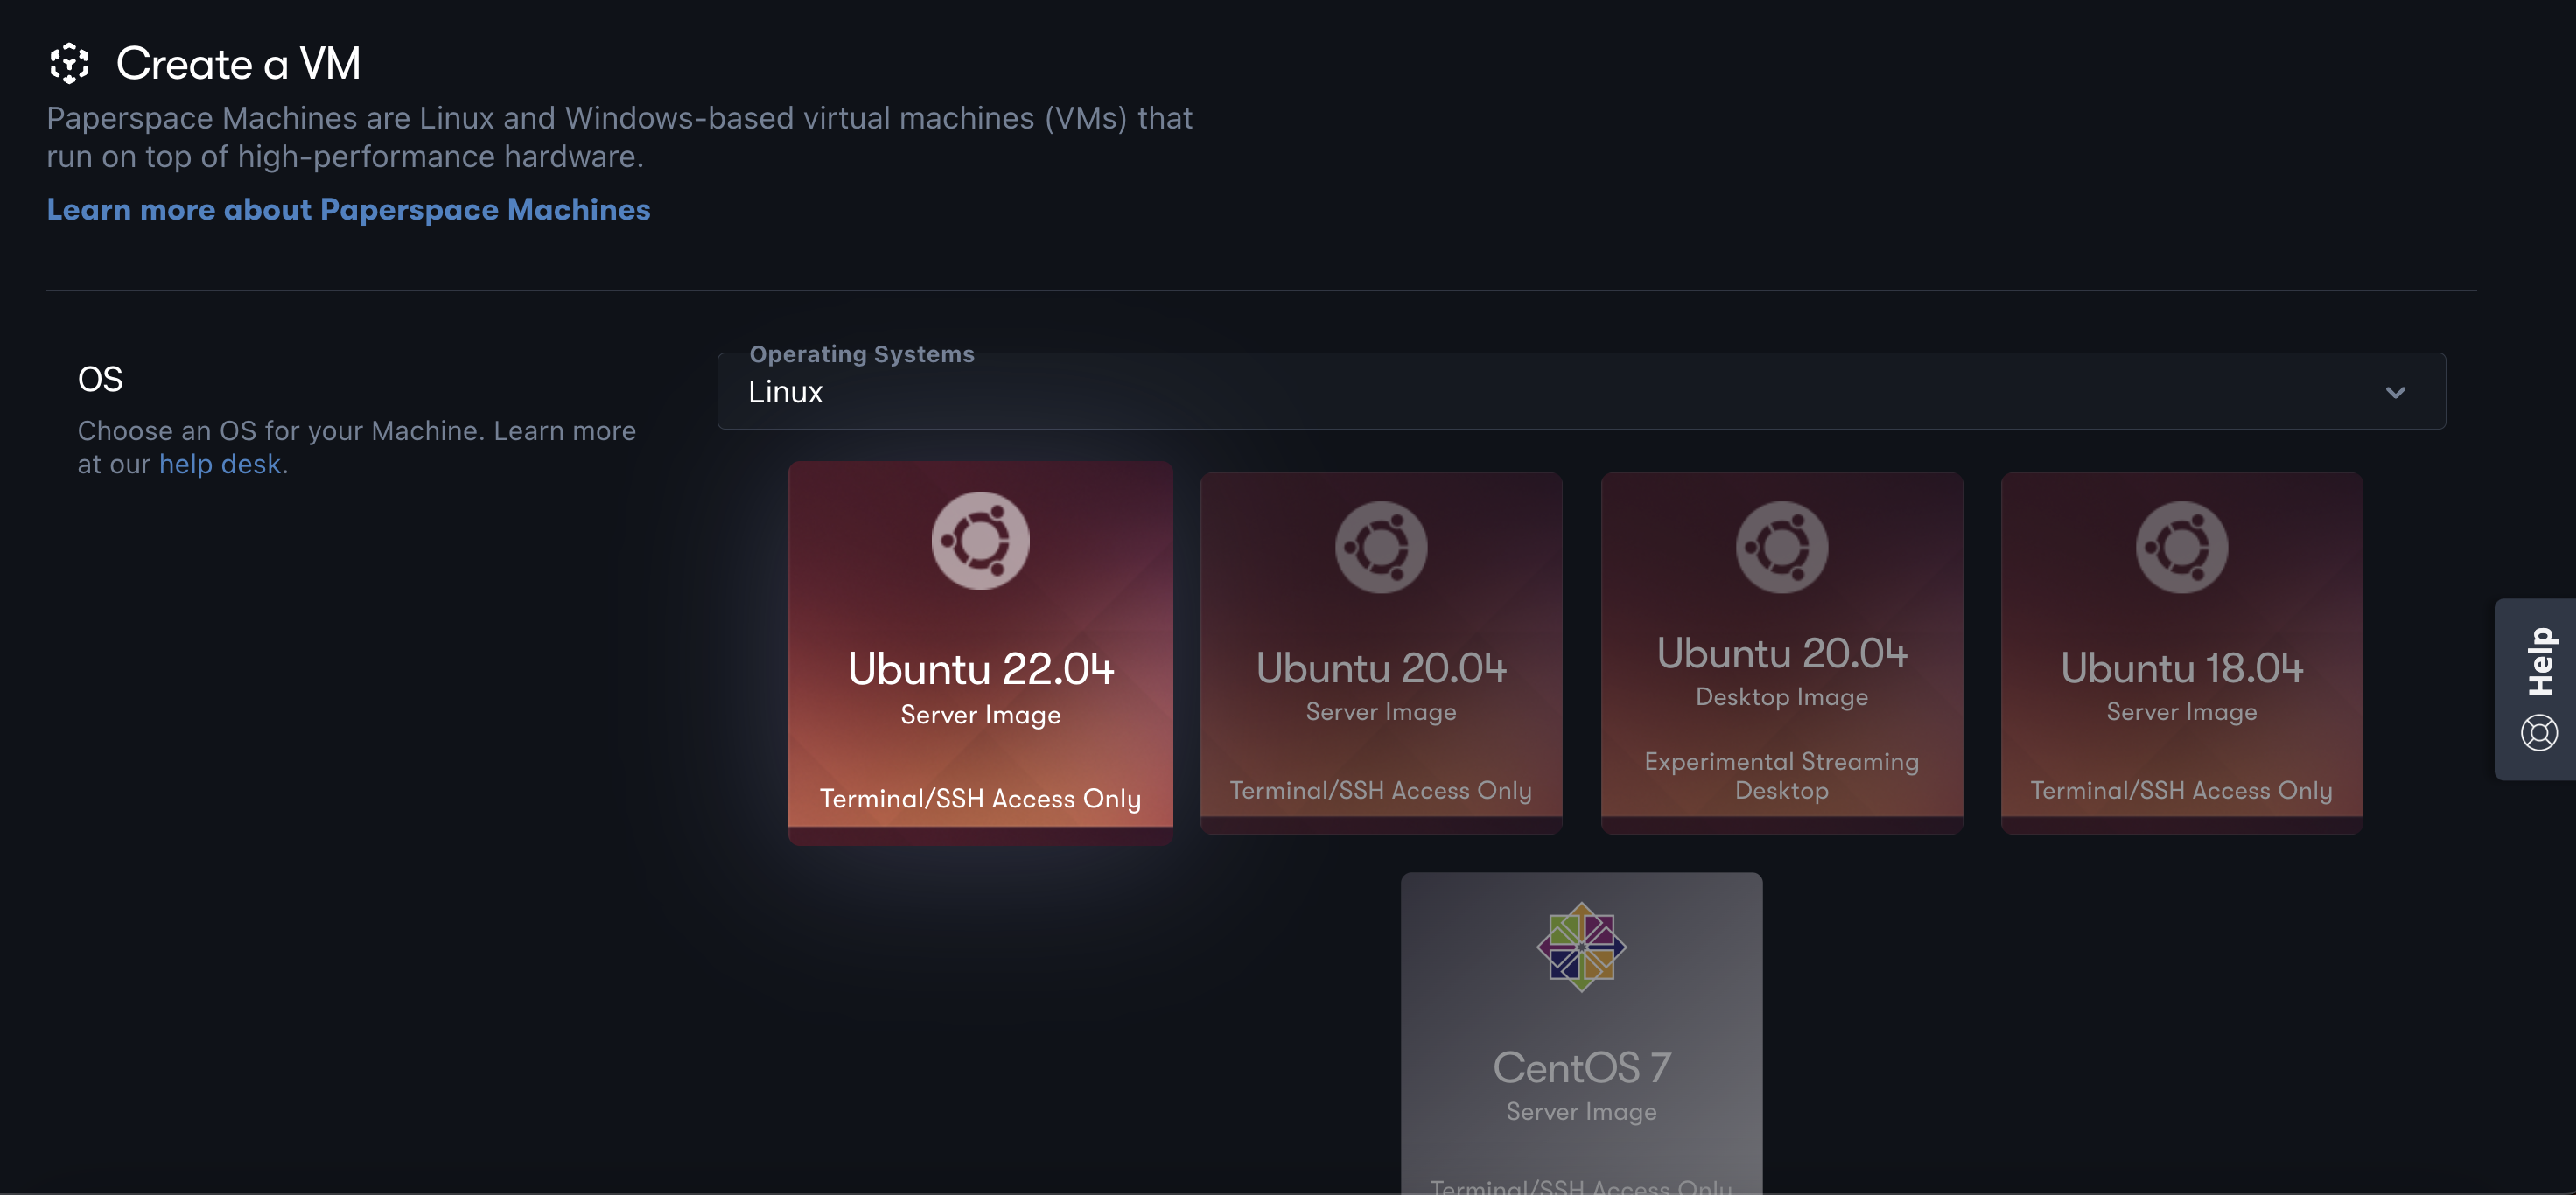 Create a VM
Paperspace Machines are Linux and Windows-based virtual machines (VMs) that
run on top of high-performance hardware.
Learn more about Paperspace Machines
OS
Choose an OS for your Machine. Learn more
at our help desk.
Operating Systems
Linux
Ubuntu 22.04
Server Image
Terminal/SSH Access Only
Ubuntu 20.04
Server Image
Terminal/SSH Access Only
Ubuntu 20.04
Desktop Image
Experimental Streaming
Desktop
Ubuntu 18.04
Server Image
Terminal/SSH Access Only
CentOS 7
Server Image
Terminal/SSH Access Only
Help